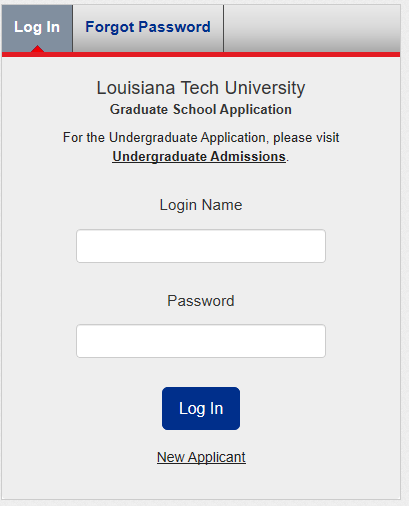 Log In
Forgot Password
Louisiana Tech University
Graduate School Application
For the Undergraduate Application, please visit
Undergraduate Admissions.
Login Name
Password
Log In
New Applicant